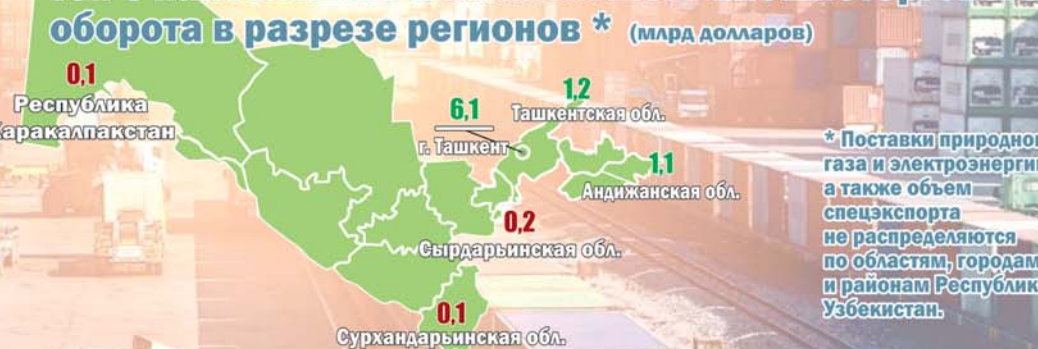 оборота в разрезе регионов * (млрд долларов)
0,1
Республика
Каракалпакстан
6,1
г. Ташкент
1,2
Ташкентская обл.
1,1
Андижанская обл.
0,2
Сырдарьинская обл.
0,1
Сурхандарьинская обл.
* Поставки природного
газа и электроэнергии,
а также объем
спецэкспорта
не распределяются
по областям, городам
и районам Республики
Узбекистан.